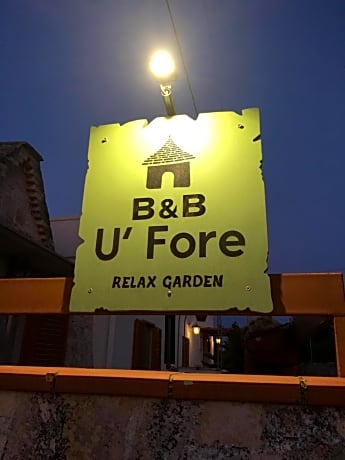 B&B
U' Fore
RELAX GARDEN